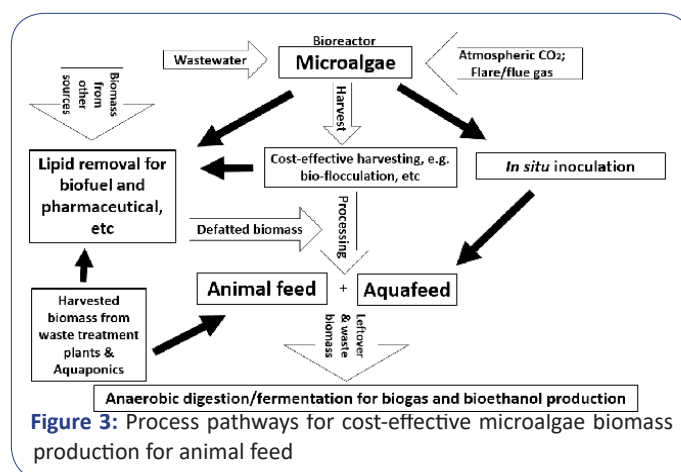 Bioreactor
Microalgae
Wastewater
Atmospheric CO₂;
Flare/flue gas
Biomass
from
other
sources
Harvest
Lipid removal for
biofuel and
pharmaceutical,
etc
Cost-effective harvesting, e.g.
bio-flocculation, etc
In situ inoculation
Defatted biomass
Processing
Harvested
biomass from
waste treatment
plants &
Aquaponics
Animal feed + Aquafeed
Leftover
& waste
biomass
Anaerobic digestion/fermentation for biogas and bioethanol production
Figure 3: Process pathways for cost-effective microalgae biomass
production for animal feed